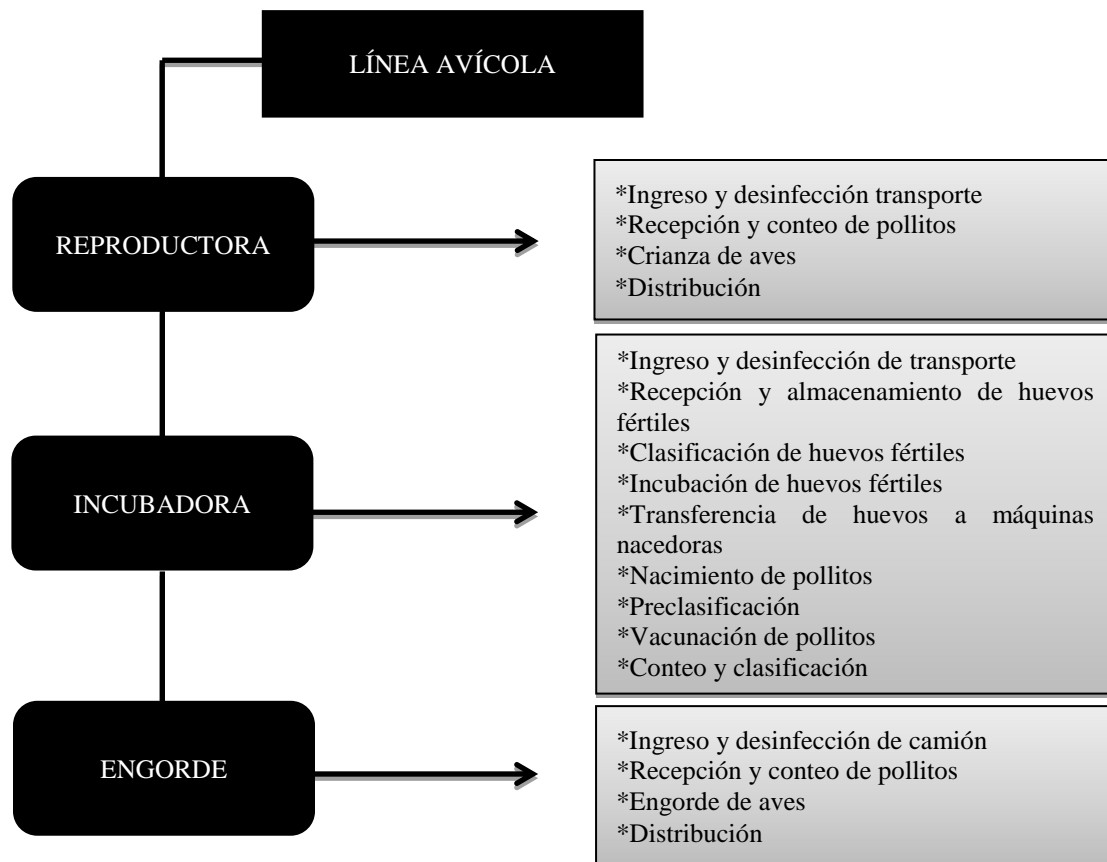 LÍNEA AVÍCOLA
REPRODUCTORA
*Ingreso y desinfección transporte
*Recepción y conteo de pollitos
*Crianza de aves
*Distribución
INCUBADORA
*Ingreso y desinfección de transporte
*Recepción y almacenamiento de huevos
fértiles
*Clasificación de huevos fértiles
*Incubación de huevos fértiles
*Transferencia de huevos a máquinas
nacedoras
*Nacimiento de pollitos
*Preclasificación
*Vacunación de pollitos
*Conteo y clasificación
ENGORDE
*Ingreso y desinfección de camión
*Recepción y conteo de pollitos
*Engorde de aves
*Distribución